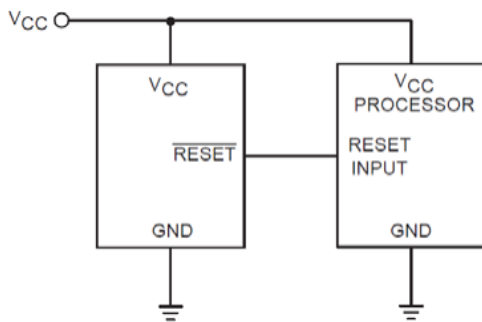 VCC
VCC
RESET
GND
VCC
PROCESSOR
RESET
INPUT
GND